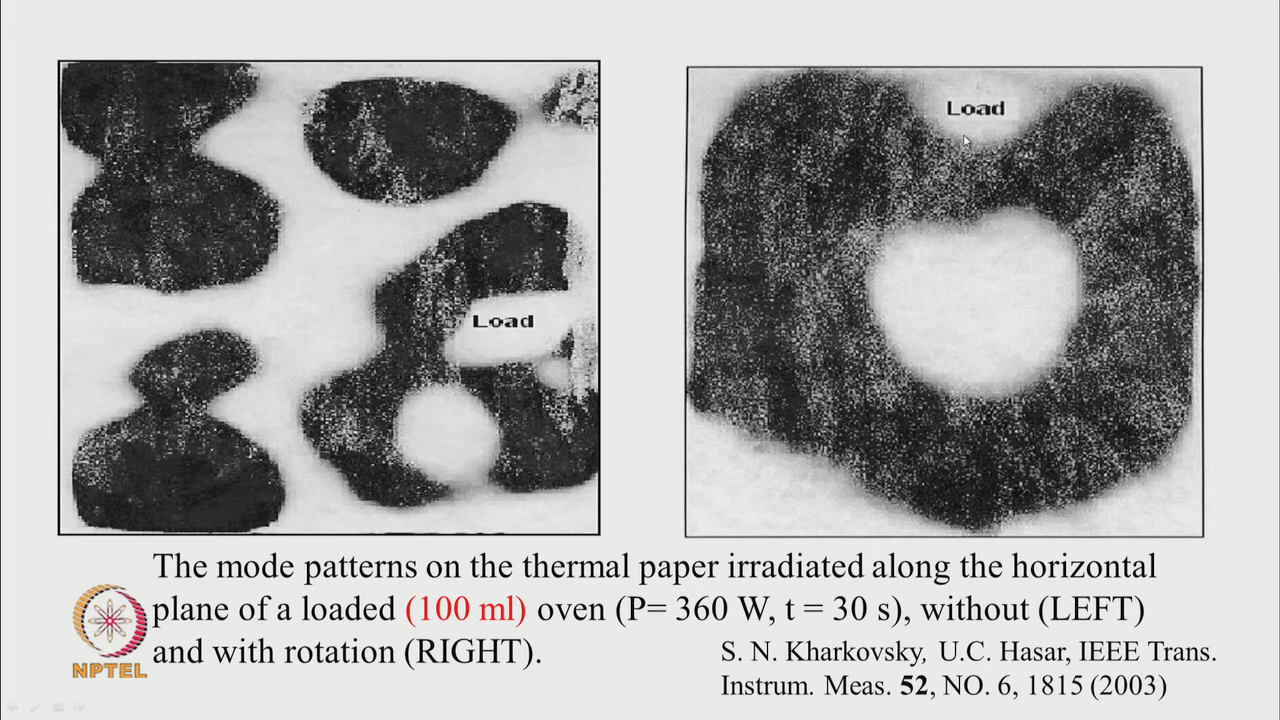 Load
Load
The mode patterns on the thermal paper irradiated along the horizontal
plane of a loaded (100 ml) oven (P= 360 W, t = 30 s), without (LEFT)
and with rotation (RIGHT).
S. N. Kharkovsky, U.C. Hasar, IEEE Trans.
Instrum. Meas. 52, NO. 6, 1815 (2003)
NPTEL